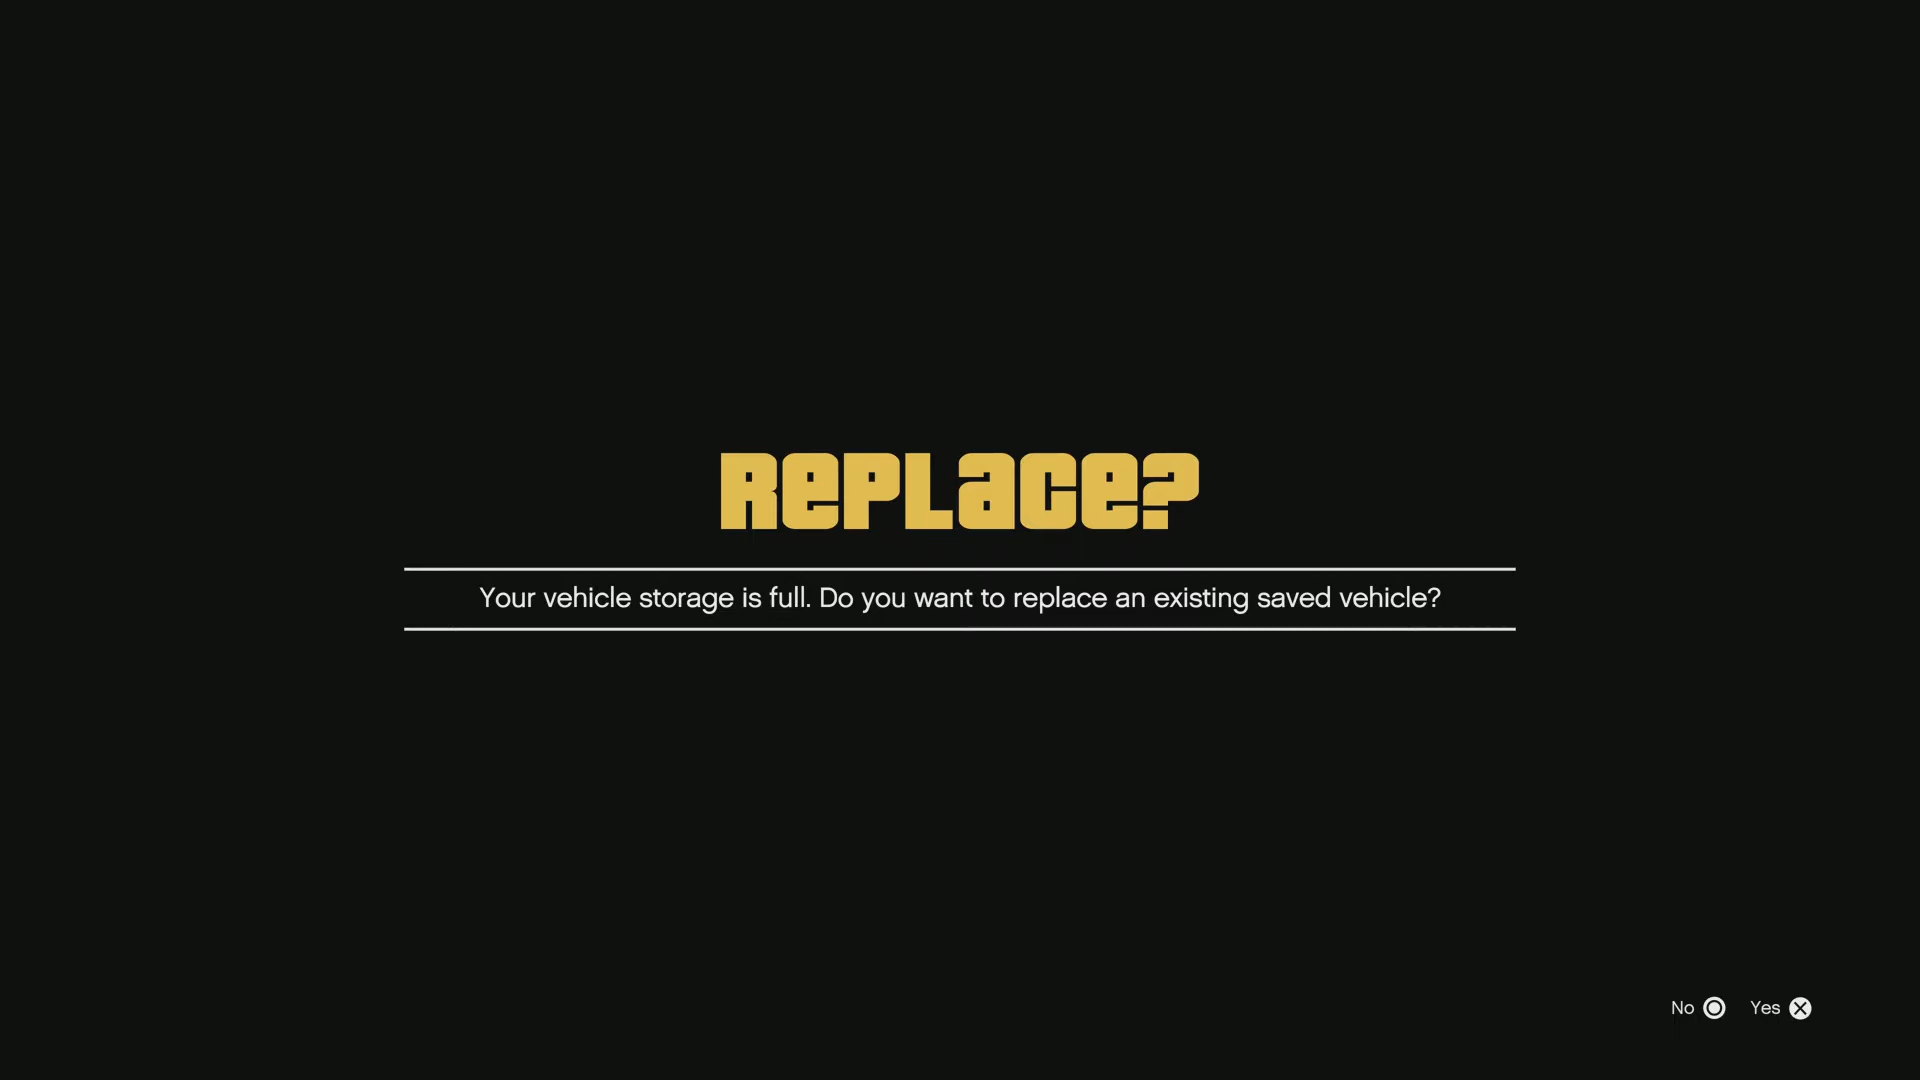 Replace?
Your vehicle storage is full. Do you want to replace an existing saved vehicle?
No Yes